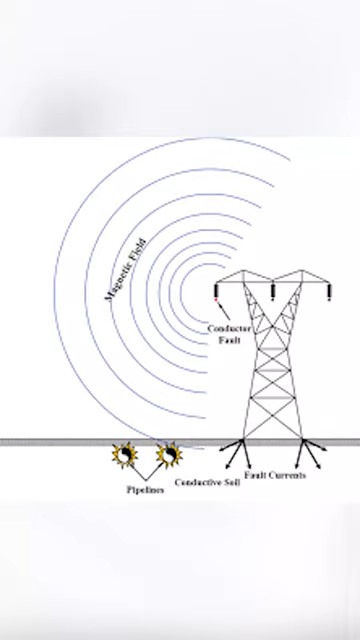 Magnetic Field
Conductor
Fault
Conductive Soil
Fault Currents
Pipelines